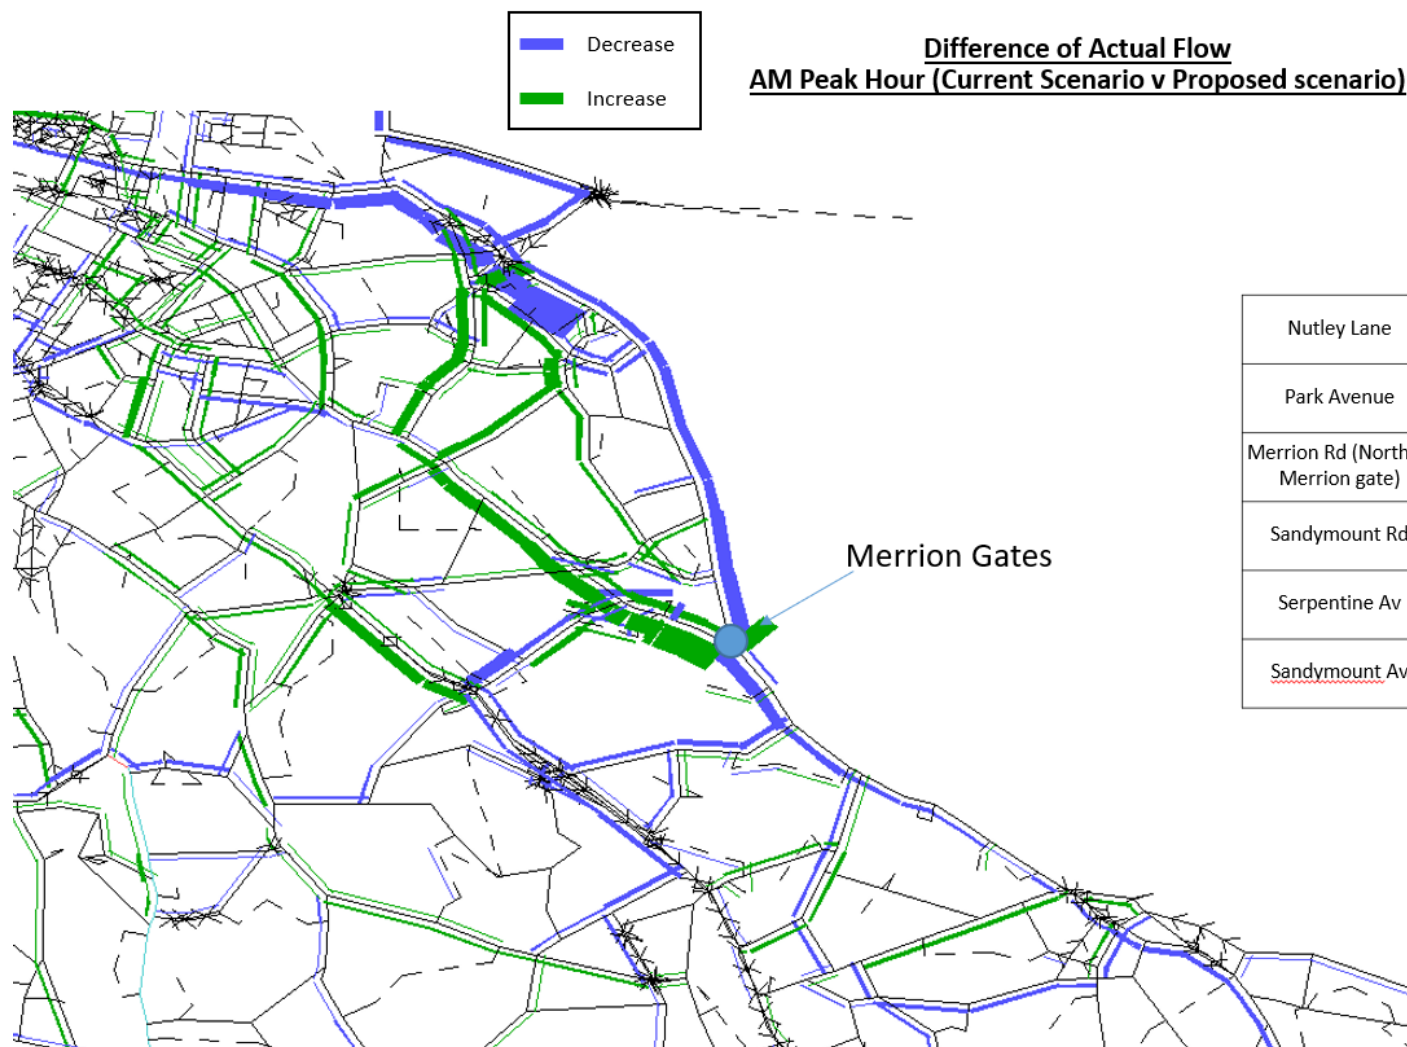 Decrease
Increase
Difference of Actual Flow
AM Peak Hour (Current Scenario v Proposed scenario)
Nutley Lane
Park Avenue
Merrion Rd (North
Merrion gate)
Sandymount Rd
Serpentine Av
Sandymount Av
Merrion Gates